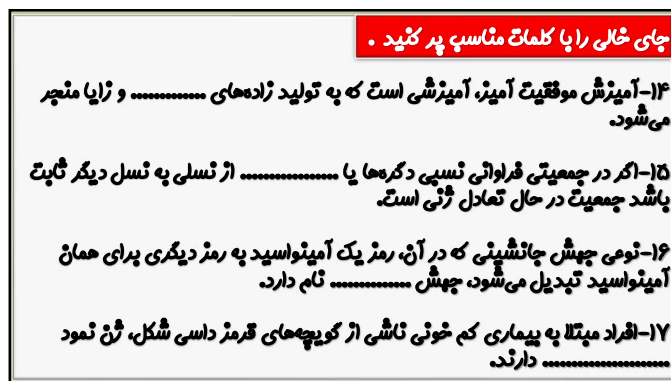 جای خالی را با کلمات مناسب پر کنید .
۱۴-آمیزش موفقیت آمیز، آمیزشی است که به تولید زاده‌های ............. و زایا منجر
می‌شود.
۱۵-اگر در جمعیتی فراوانی نسبی دگره‌ها یا ................. از نسلی به نسل دیگر ثابت
باشد جمعیت در حال تعادل ژنی است.
۱۶-نوعی جهش جانشینی که در آن، رمز یک آمینواسید به رمز دیگری برای همان
آمینواسید تبدیل می‌شود، جهش .............. نام دارد.
۱۷-افراد مبتلا به بیماری کم خونی ناشی از گویچه‌های قرمز داسی شکل، ژن نمود
...................... دارند.